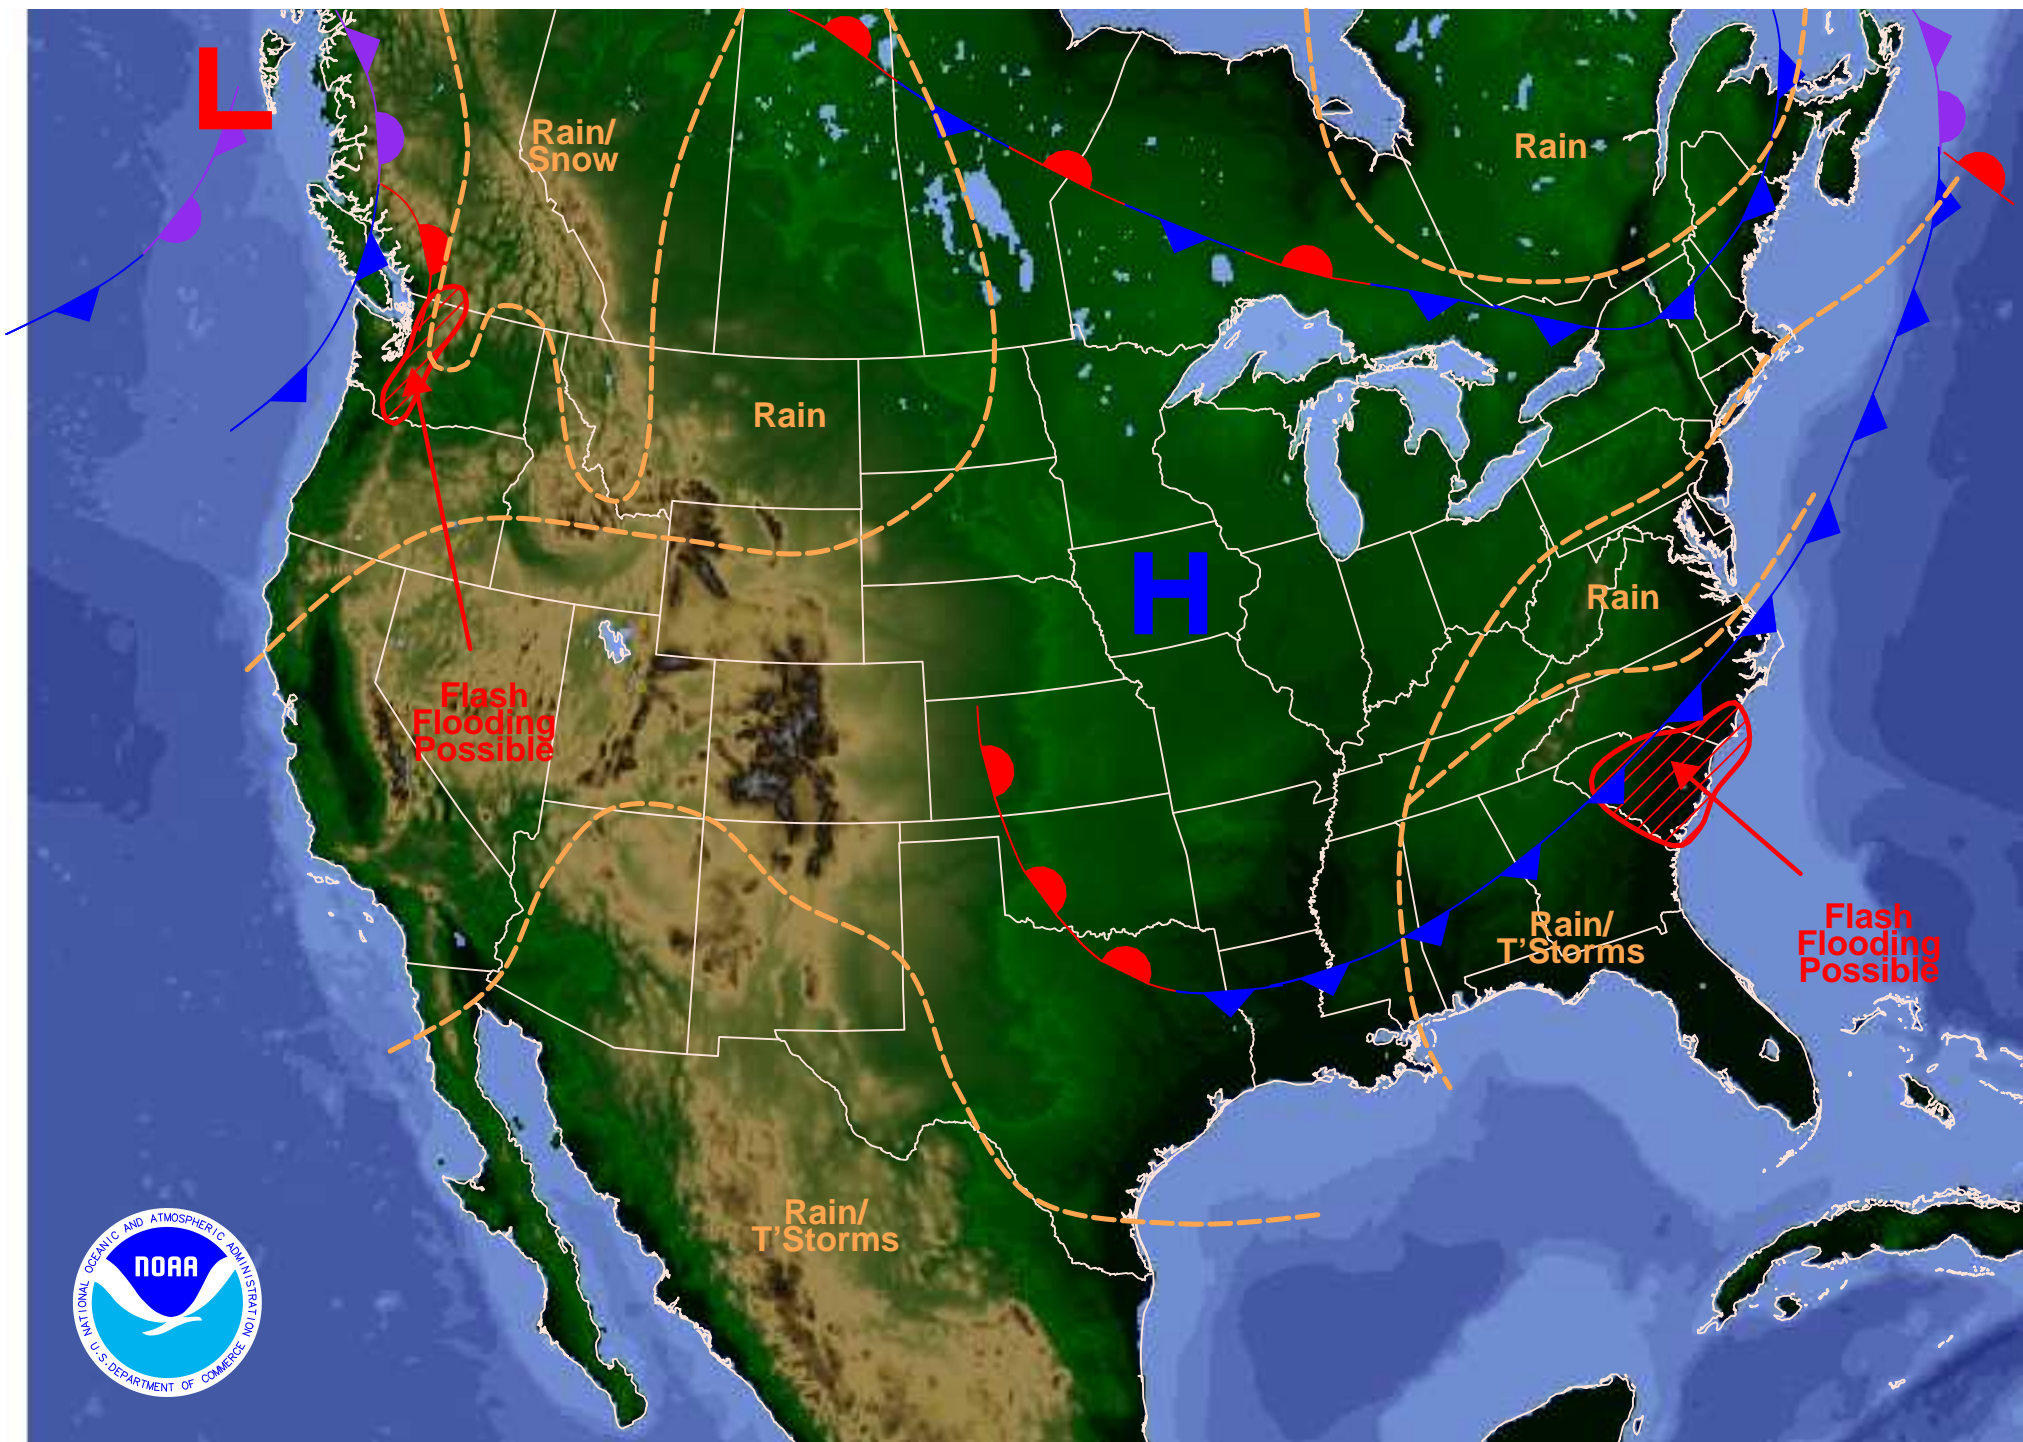 L
Rain/
Snow
Rain
Rain
H
Rain
Flash
Flooding
Possible
Rain/
T'Storms
Flash
Flooding
Possible
Rain/
T'Storms
NATIONAL OCEANIC AND ATMOSPHERIC ADMINISTRATION
NOAA
U.S. DEPARTMENT OF COMMERCE